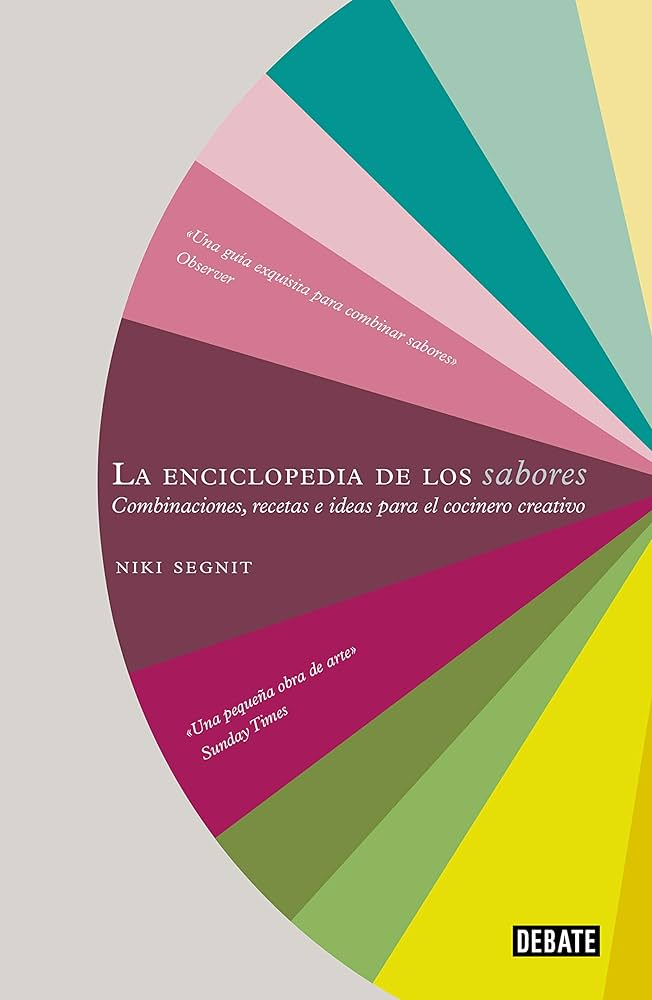 «Una guía exquisita para combinar sabores»
Observer
La enciclopedia de los sabores
Combinaciones, recetas e ideas para el cocinero creativo
NIKI SEGNIT
«Una pequeña obra de arte»
Sunday Times
DEBATE